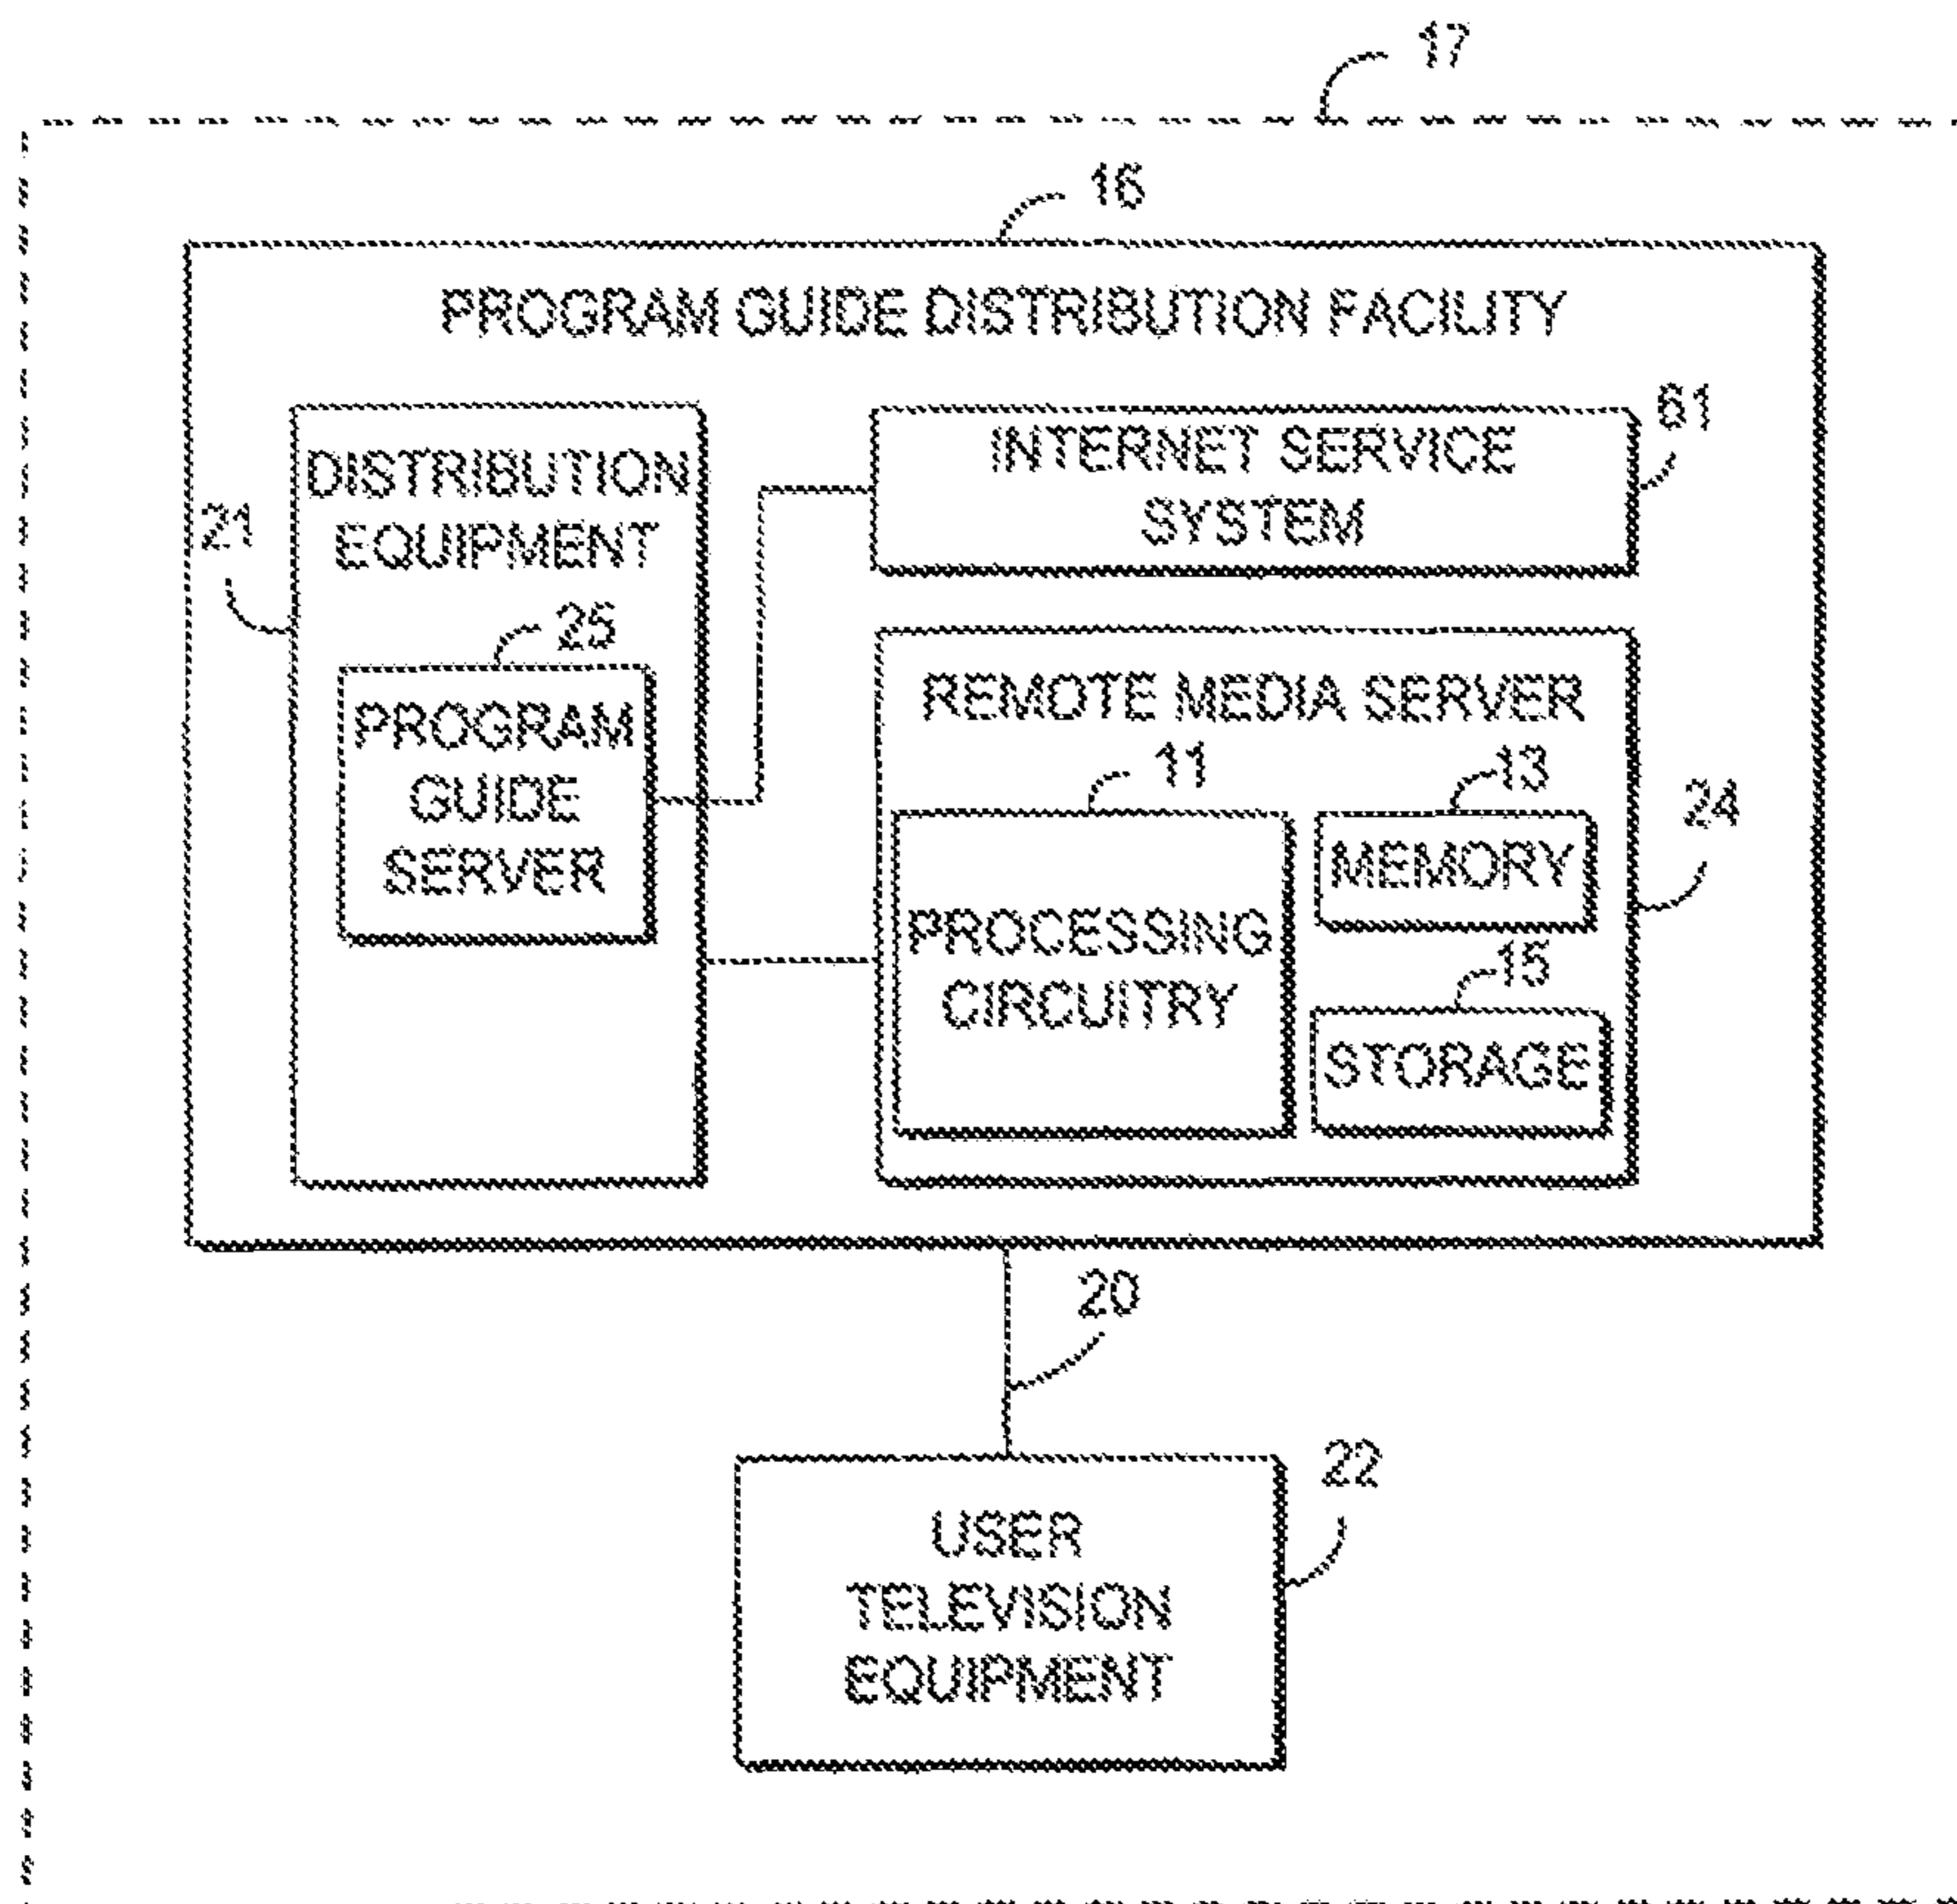 17
16
PROGRAM GUIDE DISTRIBUTION FACILITY
61
INTERNET SERVICE
SYSTEM
21
DISTRIBUTION
EQUIPMENT
25
PROGRAM
GUIDE
SERVER
REMOTE MEDIA SERVER
11
13
24
MEMORY
PROCESSING
CIRCUITRY
15
STORAGE
20
22
USER
TELEVISION
EQUIPMENT